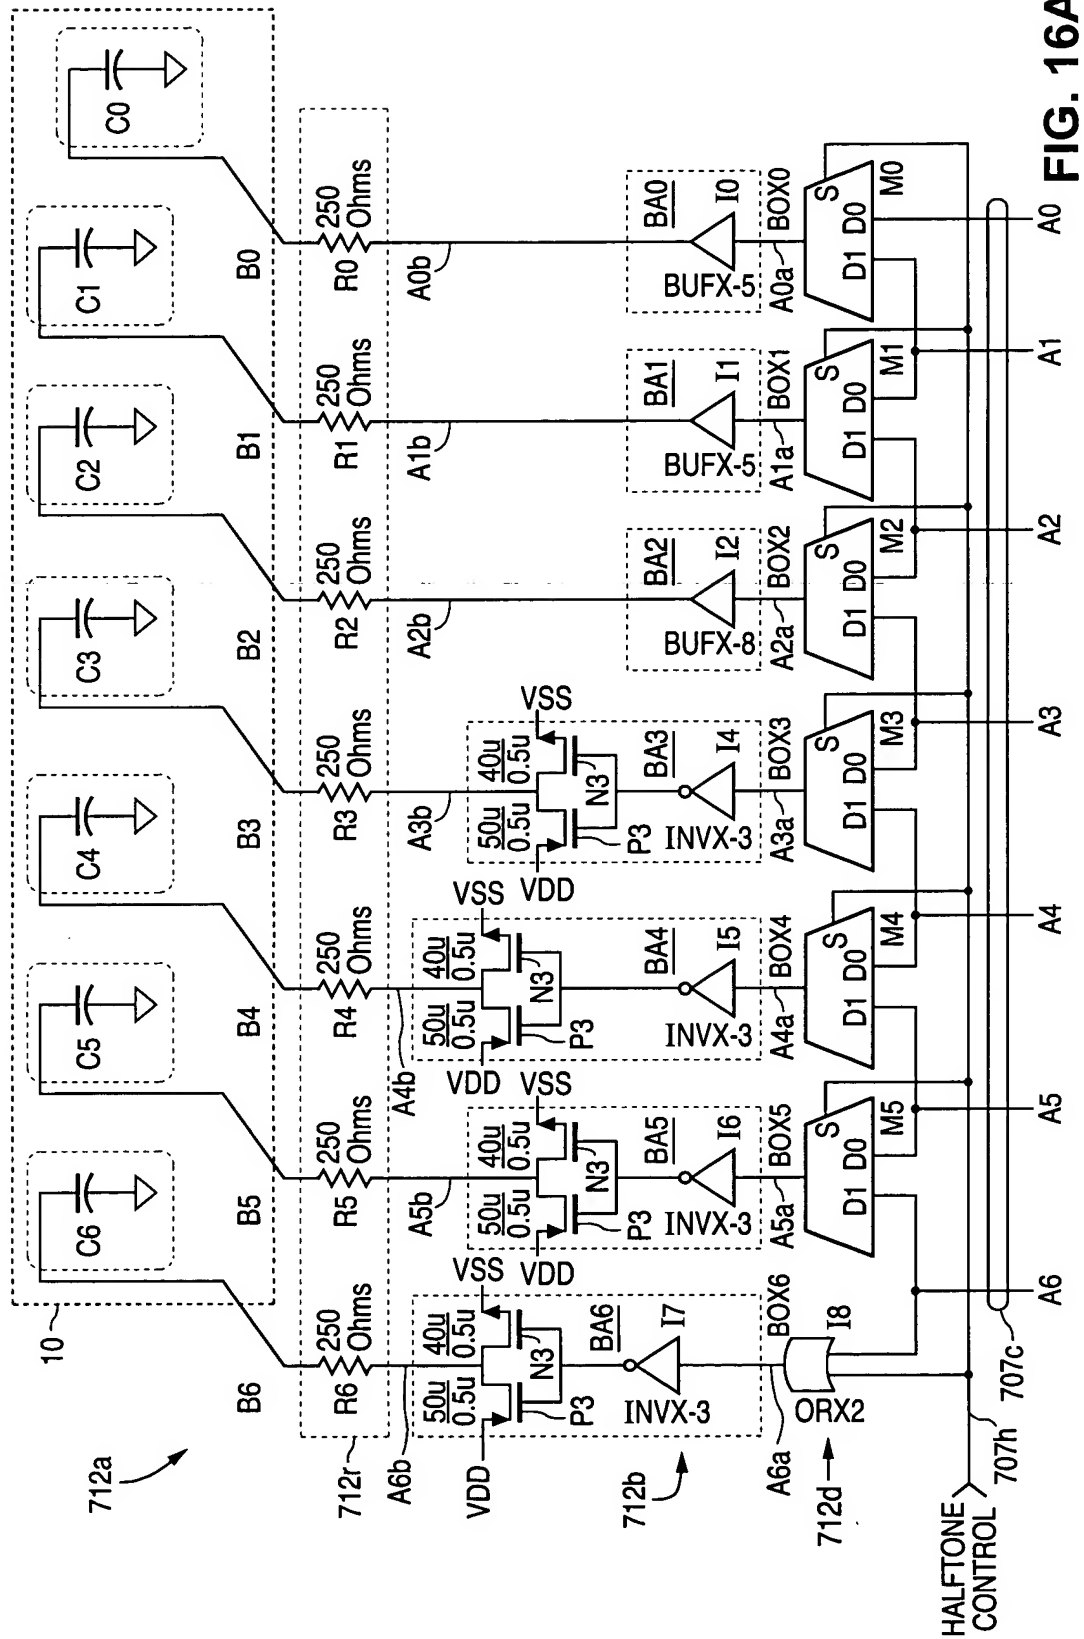 712a
10
C6
C5
C4
C3
C2
C1
C0
B6
B5
B4
B3
B2
B1
B0
712r
R6
250
Ohms
R5
250
Ohms
R4
250
Ohms
R3
250
Ohms
R2
250
Ohms
R1
250
Ohms
R0
250
Ohms
A6b
A5b
A4b
A3b
A2b
A1b
A0b
VDD
50u
0.5u
40u
0.5u
VSS
P3
N3
VDD
50u
0.5u
40u
0.5u
VSS
P3
N3
VDD
50u
0.5u
40u
0.5u
VSS
P3
N3
VDD
50u
0.5u
40u
0.5u
VSS
P3
N3
712b
INVX-3
BA6
I7
INVX-3
BA5
I6
INVX-3
BA4
I5
INVX-3
BA3
I4
BUFX-8
BA2
I2
BUFX-5
BA1
I1
BUFX-5
BA0
I0
A6a
BOX6
A5a
BOX5
A4a
BOX4
A3a
BOX3
A2a
BOX2
A1a
BOX1
A0a
BOX0
712d
ORX2
I8
D1
D0
S
M5
D1
D0
S
M4
D1
D0
S
M3
D1
D0
S
M2
D1
D0
S
M1
D1
D0
S
M0
HALFTONE
CONTROL
707h
707c
A6
A5
A4
A3
A2
A1
A0
FIG. 16A